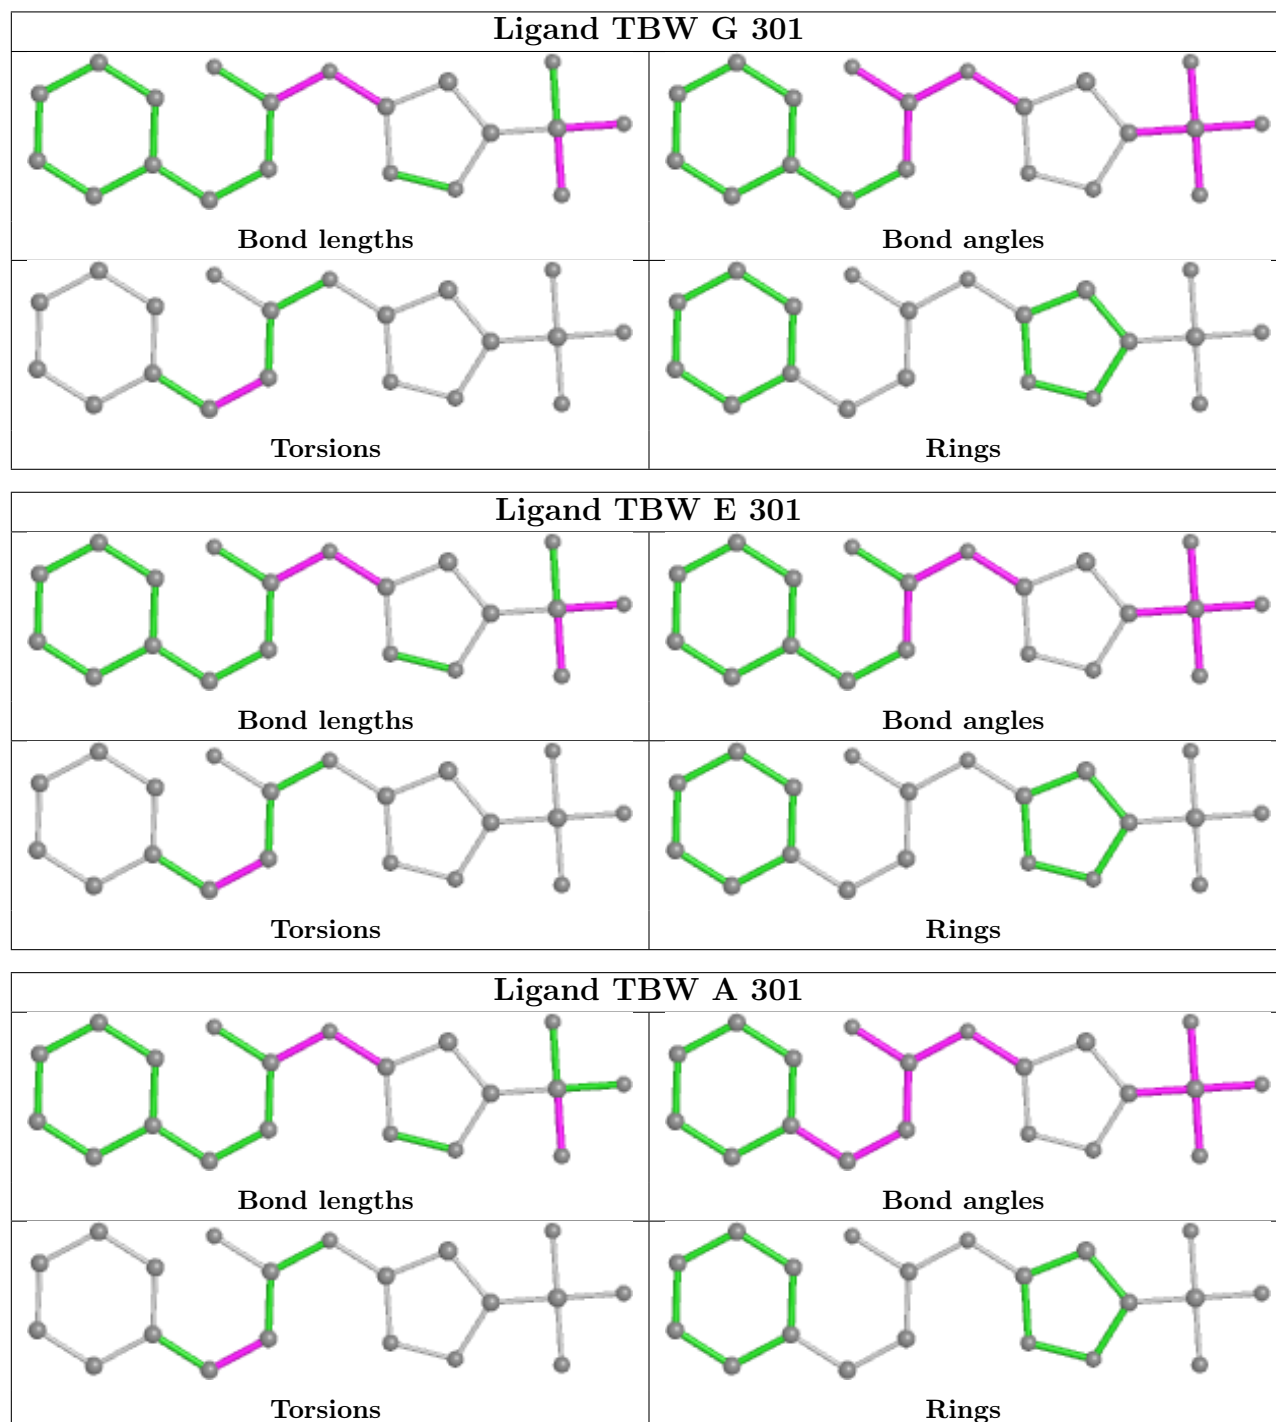 Ligand TBW G 301
Bond lengths
Bond angles
Torsions
Rings
Ligand TBW E 301
Bond lengths
Bond angles
Torsions
Rings
Ligand TBW A 301
Bond lengths
Bond angles
Torsions
Rings